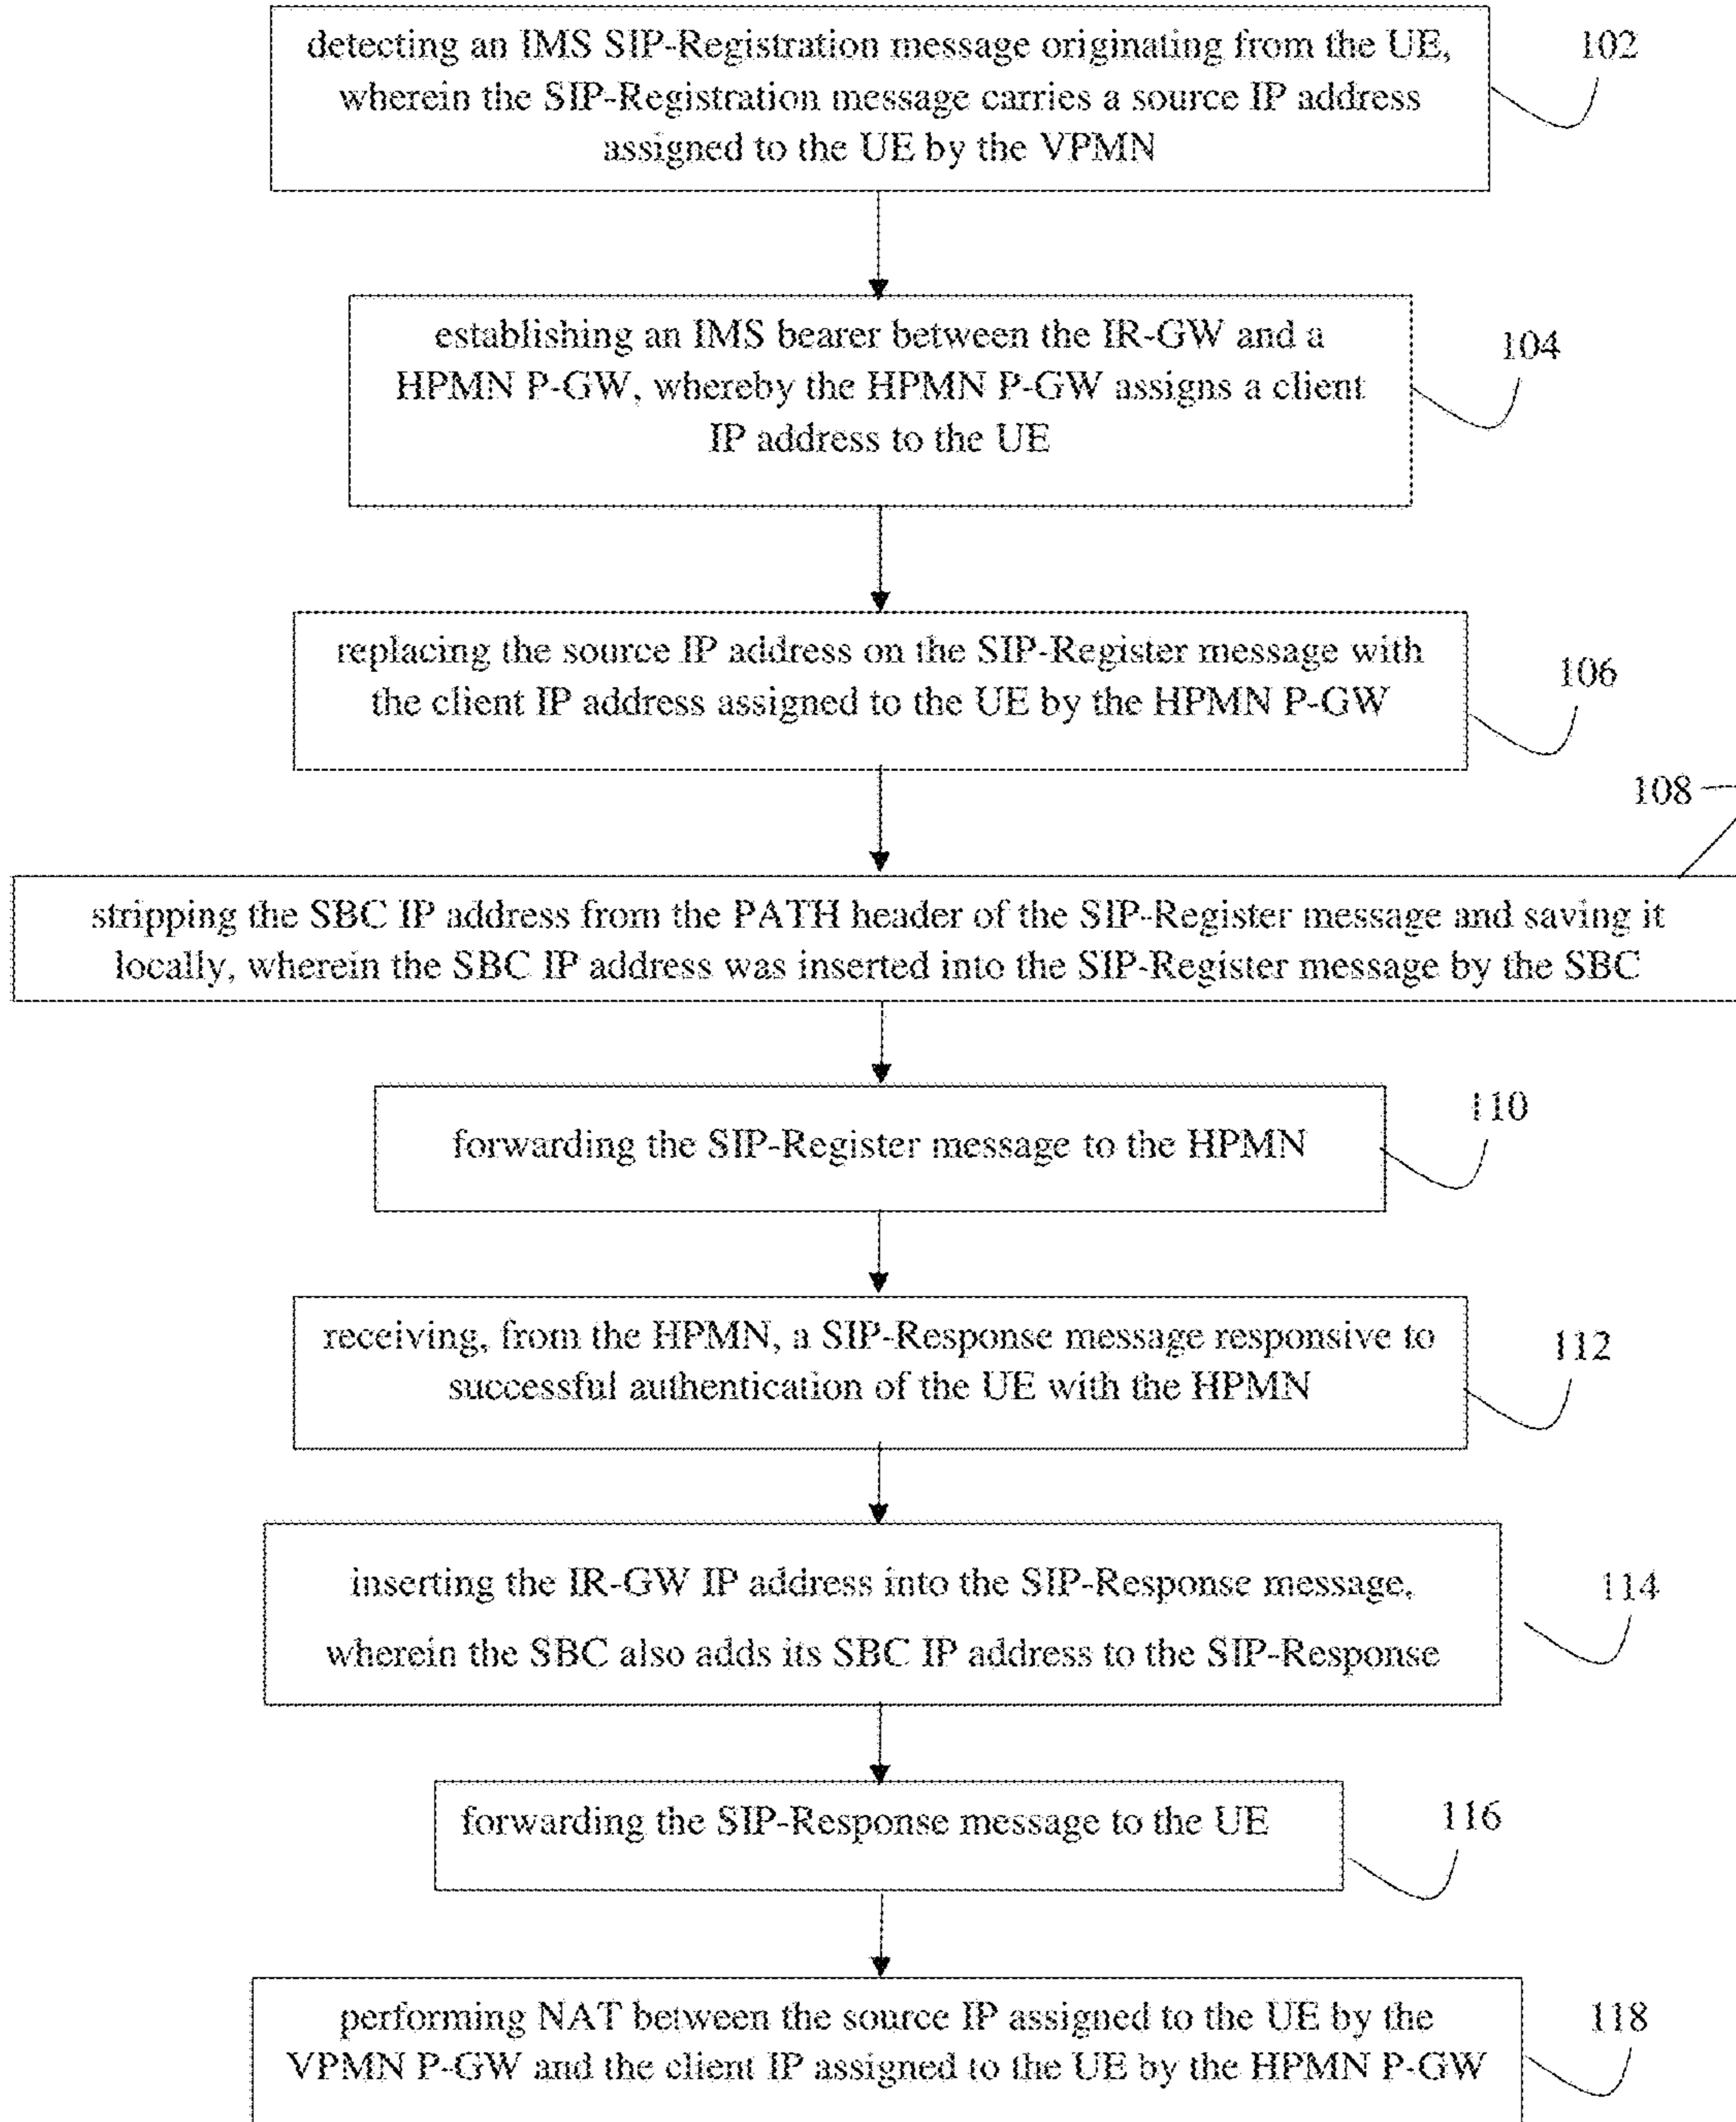 detecting an IMS SIP-Registration message originating from the UE,
wherein the SIP-Registration message carries a source IP address
assigned to the UE by the VPMN
102
establishing an IMS bearer between the IR-GW and a
HPMN P-GW, whereby the HPMN P-GW assigns a client
IP address to the UE
104
replacing the source IP address on the SIP-Register message with
the client IP address assigned to the UE by the HPMN P-GW
106
108
stripping the SBC IP address from the PATH header of the SIP-Register message and saving it
locally, wherein the SBC IP address was inserted into the SIP-Register message by the SBC
forwarding the SIP-Register message to the HPMN
110
receiving, from the HPMN, a SIP-Response message responsive to
successful authentication of the UE with the HPMN
112
inserting the IR-GW IP address into the SIP-Response message,
wherein the SBC also adds its SBC IP address to the SIP-Response
114
forwarding the SIP-Response message to the UE
116
performing NAT between the source IP assigned to the UE by the
VPMN P-GW and the client IP assigned to the UE by the HPMN P-GW
118